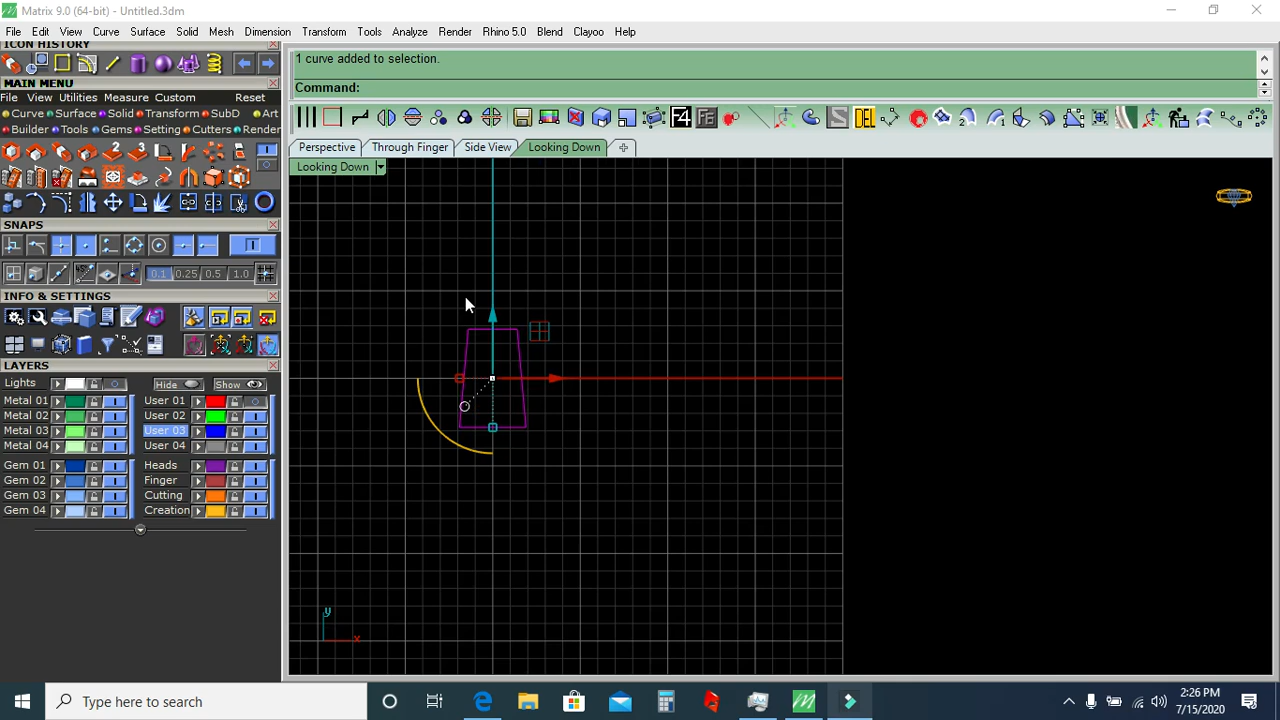 Matrix 9.0 (64-bit) - Untitled.3dm
File Edit View Curve Surface Solid Mesh Dimension Transform Tools Analyze Render Rhino 5.0 Blend Clayoo Help
ICON HISTORY
1 curve added to selection.
Command:
MAIN MENU
File View Utilities Measure Custom Reset
Curve Surface Solid Transform SubD Art
Builder Tools Gems Setting Cutters Render
F4
DEL
Perspective Through Finger Side View Looking Down
Looking Down
SNAPS
0.1 0.25 0.5 1.0
INFO & SETTINGS
LAYERS
Lights Hide Show
Metal 01 User 01
Metal 02 User 02
Metal 03 User 03
Metal 04 User 04
Gem 01 Heads
Gem 02 Finger
Gem 03 Cutting
Gem 04 Creation
y
x
Type here to search
2:26 PM
7/15/2020